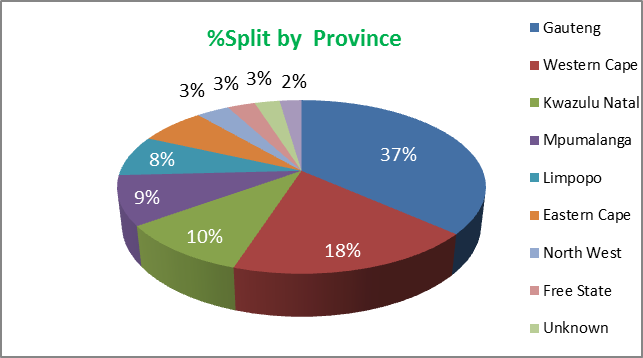 %Split by  Province
37%
18%
10%
9%
8%
3%
3%
3%
2%
Gauteng
Western Cape
Kwazulu Natal
Mpumalanga
Limpopo
Eastern Cape
North West
Free State
Unknown